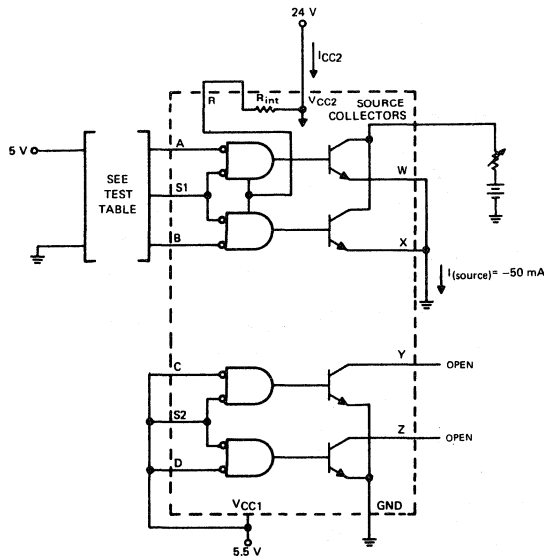 24 V
ICC2
R
Rint
VCC2
SOURCE
COLLECTORS
5 V
A
SEE
TEST
TABLE
S1
W
B
X
I(source)= −50 mA
C
Y
OPEN
S2
Z
OPEN
D
VCC1
GND
5.5 V